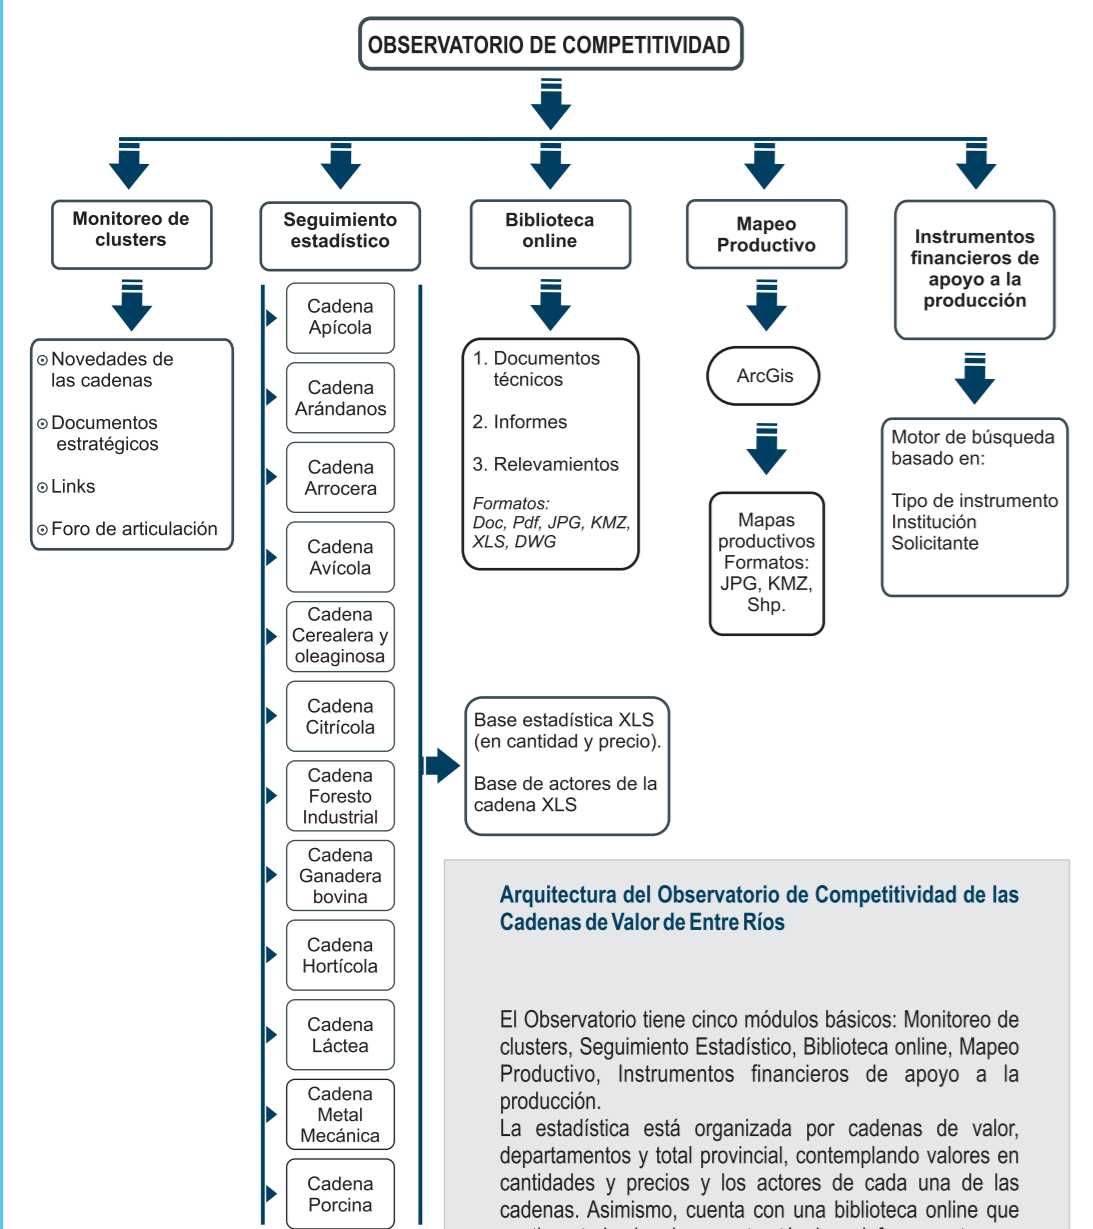 OBSERVATORIO DE COMPETITIVIDAD
Monitoreo de
clusters
Seguimiento
estadístico
Biblioteca
online
Mapeo
Productivo
Instrumentos
financieros de
apoyo a la
producción
Novedades de
las cadenas
Documentos
estratégicos
Links
Foro de articulación
Cadena
Apícola
Cadena
Arándanos
Cadena
Arrocera
Cadena
Avícola
Cadena
Cerealera y
oleaginosa
Cadena
Citrícola
Cadena
Foresto
Industrial
Cadena
Ganadera
bovina
Cadena
Hortícola
Cadena
Láctea
Cadena
Metal
Mecánica
Cadena
Porcina
1. Documentos
técnicos
2. Informes
3. Relevamientos
Formatos:
Doc, Pdf, JPG, KMZ,
XLS, DWG
ArcGis
Mapas
productivos
Formatos:
JPG, KMZ,
Shp.
Motor de búsqueda
basado en:
Tipo de instrumento
Institución
Solicitante
Base estadística XLS
(en cantidad y precio).
Base de actores de la
cadena XLS
Arquitectura del Observatorio de Competitividad de las
Cadenas de Valor de Entre Ríos
El Observatorio tiene cinco módulos básicos: Monitoreo de
clusters, Seguimiento Estadístico, Biblioteca online, Mapeo
Productivo, Instrumentos financieros de apoyo a la
producción.
La estadística está organizada por cadenas de valor,
departamentos y total provincial, contemplando valores en
cantidades y precios y los actores de cada una de las
cadenas. Asimismo, cuenta con una biblioteca online que